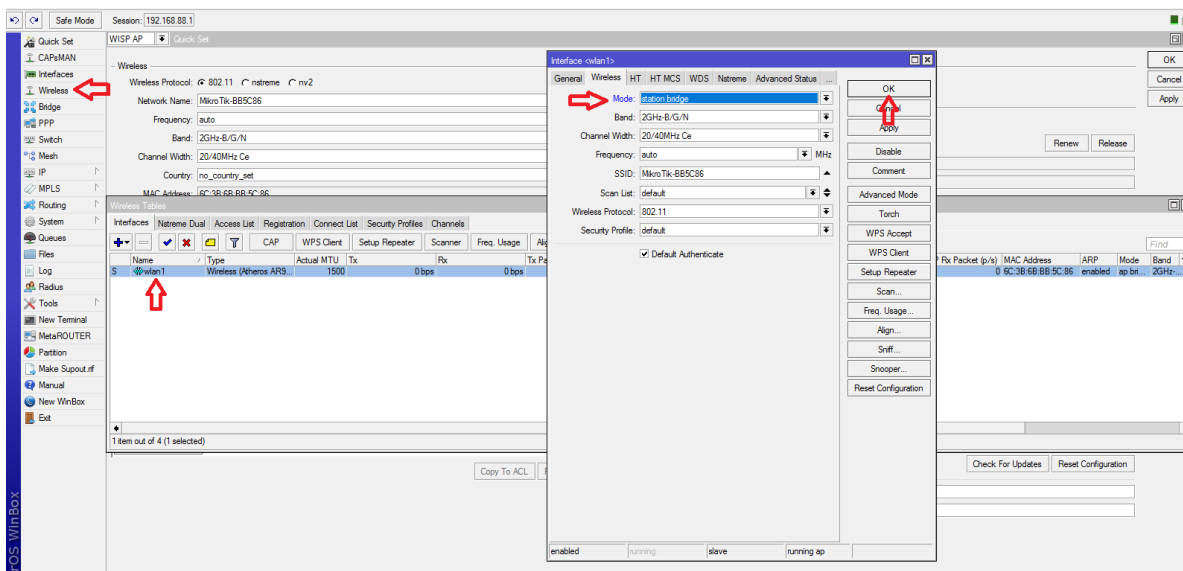 Safe Mode Session: 192.168.88.1
Quick Set
CAPsMAN
Interfaces
Wireless
Bridge
PPP
Switch
Mesh
IP
MPLS
Routing
System
Queues
Files
Log
Radius
Tools
New Terminal
MetaROUTER
Partition
Make Supout.rif
Manual
New WinBox
Exit
WISP AP Quick Set
OK
Cancel
Apply
Wireless
Wireless Protocol: 802.11 nstreme nv2
Network Name: MikroTik-BB5C86
Frequency: auto
Band: 2GHz-B/G/N
Channel Width: 20/40MHz Ce
Country: no_country_set
MAC Address: 6C:3B:6B:BB:5C:86
Renew Release
Wireless Tables
Interfaces Nstreme Dual Access List Registration Connect List Security Profiles Channels
CAP WPS Client Setup Repeater Scanner Freq. Usage
Find
Name Type Actual MTU Tx Rx Rx Packet (p/s) MAC Address ARP Mode Band
S wlan1 Wireless (Atheros AR9... 1500 0 bps 0 bps 0 6C:3B:6B:BB:5C:86 enabled ap bri... 2GHz-...
1 item out of 4 (1 selected)
Copy To ACL
Check For Updates Reset Configuration
Interface <wlan1>
General Wireless HT HT MCS WDS Nstreme Advanced Status ...
Mode: station bridge
Band: 2GHz-B/G/N
Channel Width: 20/40MHz Ce
Frequency: auto MHz
SSID: MikroTik-BB5C86
Scan List: default
Wireless Protocol: 802.11
Security Profile: default
Default Authenticate
OK
Cancel
Apply
Disable
Comment
Advanced Mode
Torch
WPS Accept
WPS Client
Setup Repeater
Scan...
Freq. Usage...
Align...
Sniff...
Snooper...
Reset Configuration
enabled running slave running ap
WinBox